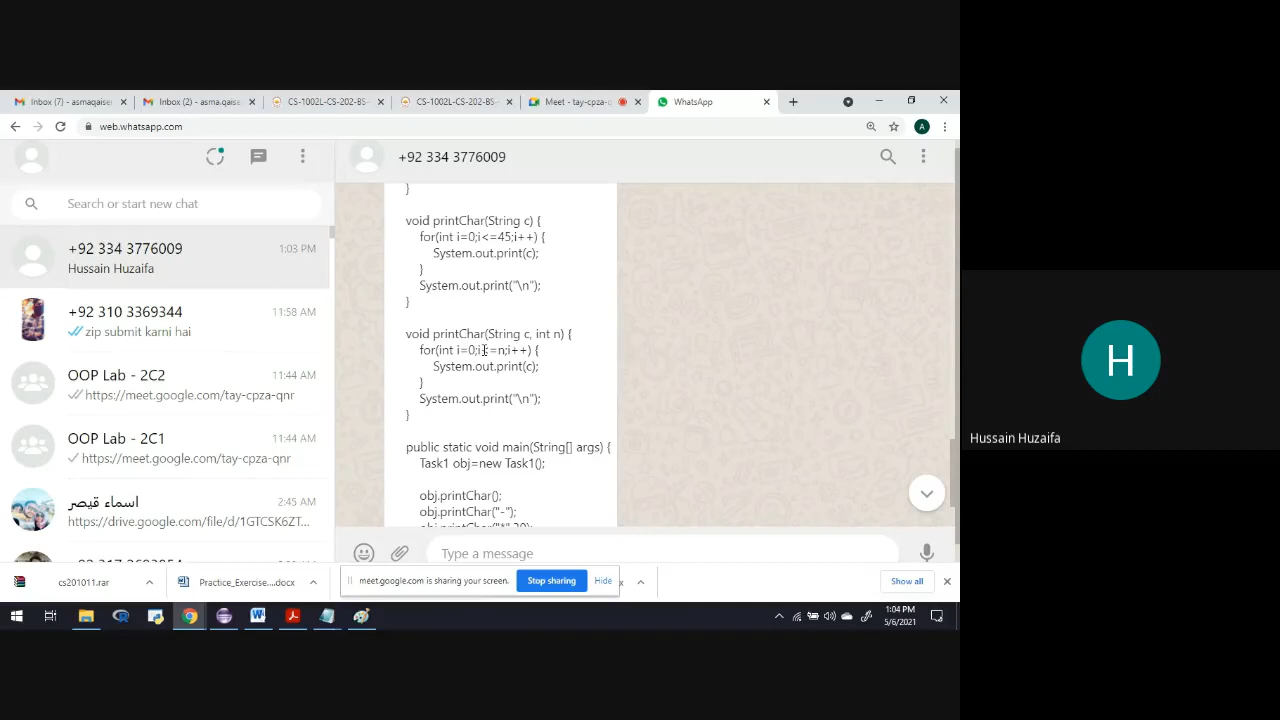 Inbox (7) - asmaqaise
Inbox (2) - asma.qaise
CS-1002L-CS-202-BS-
CS-1002L-CS-202-BS-
Meet - tay-cpza-q
WhatsApp
web.whatsapp.com
A
+92 334 3776009
Search or start new chat
+92 334 3776009
1:03 PM
Hussain Huzaifa
+92 310 3369344
11:58 AM
zip submit karni hai
OOP Lab - 2C2
11:44 AM
https://meet.google.com/tay-cpza-qnr
OOP Lab - 2C1
11:44 AM
https://meet.google.com/tay-cpza-qnr
اسماء قیصر
2:45 AM
https://drive.google.com/file/d/1GTCSK6ZT...
}
void printChar(String c) {
for(int i=0;i<=45;i++) {
System.out.print(c);
}
System.out.print("\n");
}
void printChar(String c, int n) {
for(int i=0;i<=n;i++) {
System.out.print(c);
}
System.out.print("\n");
}
public static void main(String[] args) {
Task1 obj=new Task1();
obj.printChar();
obj.printChar("-");
Type a message
cs201011.rar
Practice_Exercise....docx
meet.google.com is sharing your screen.
Stop sharing
Hide
x
Show all
1:04 PM
5/6/2021
H
Hussain Huzaifa